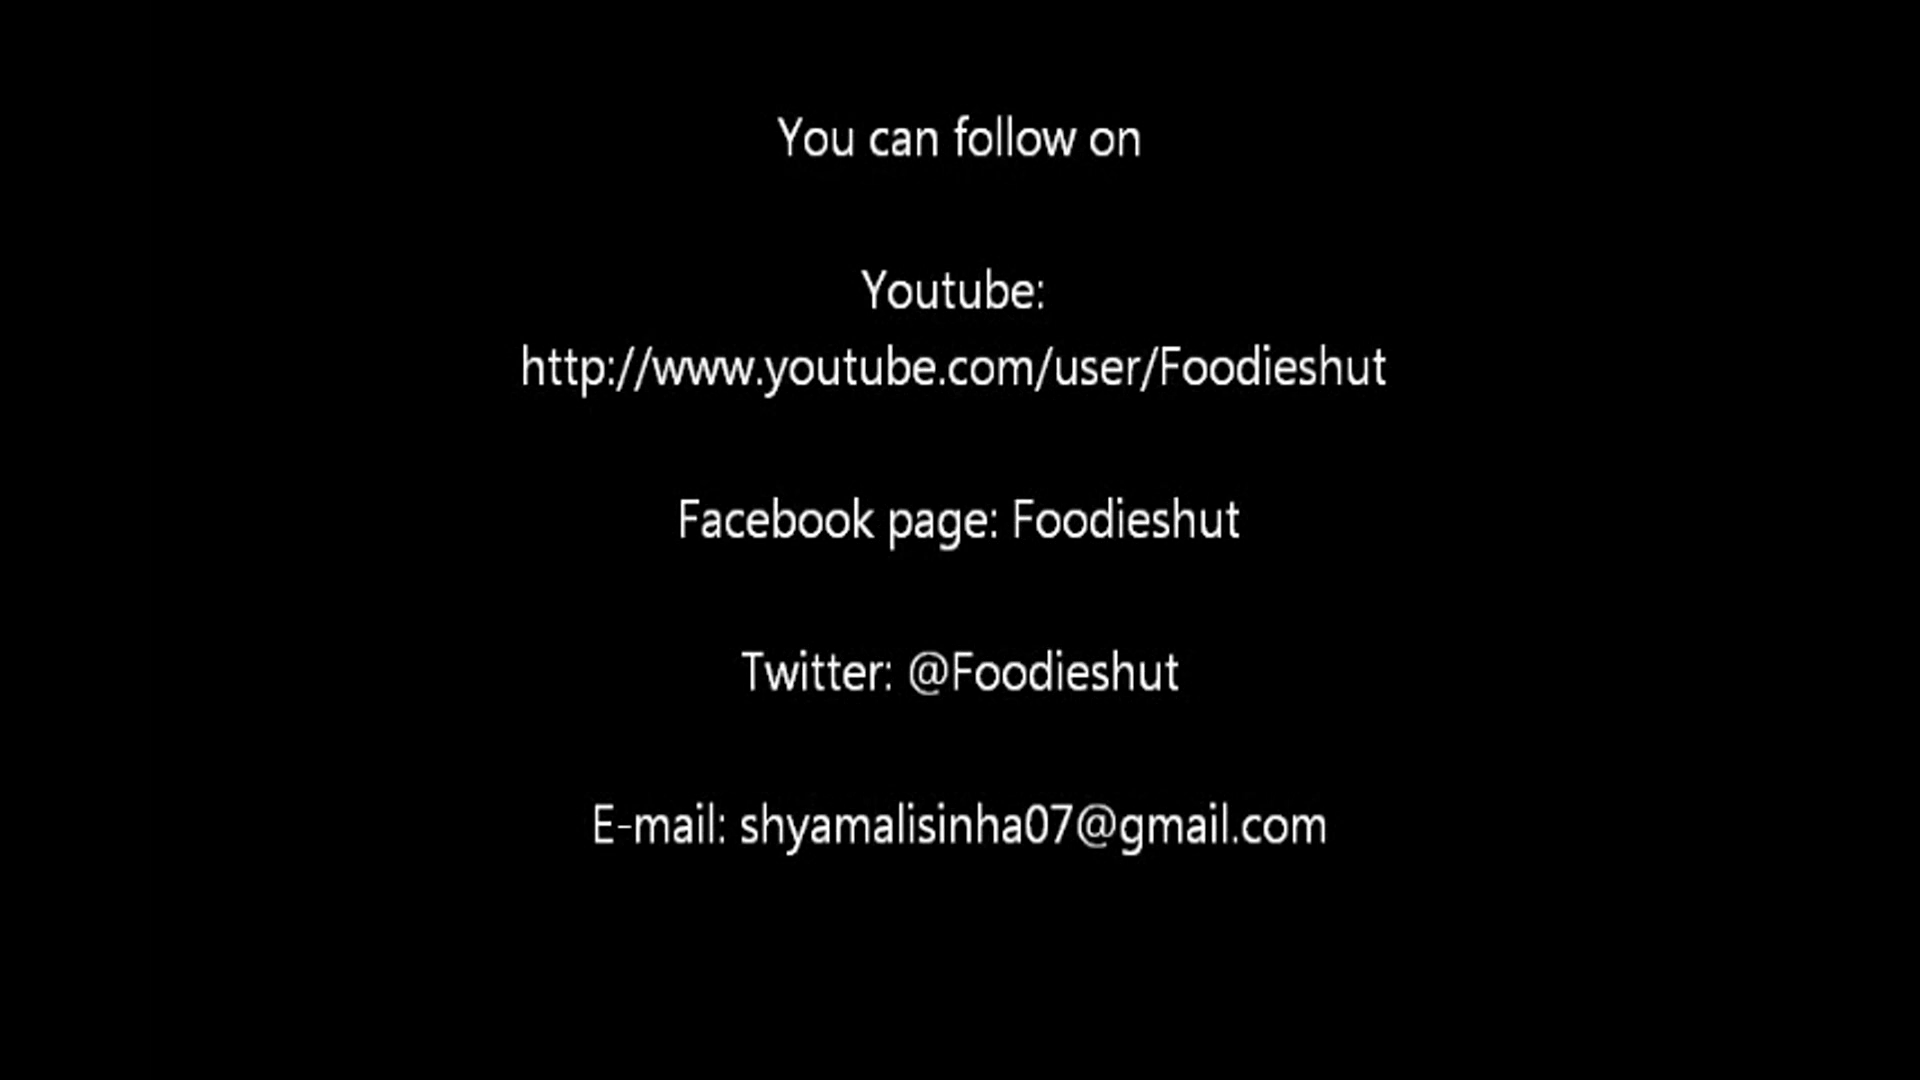 You can follow on
Youtube:
http://www.youtube.com/user/Foodieshut
Facebook page: Foodieshut
Twitter: @Foodieshut
E-mail: shyamalisinha07@gmail.com